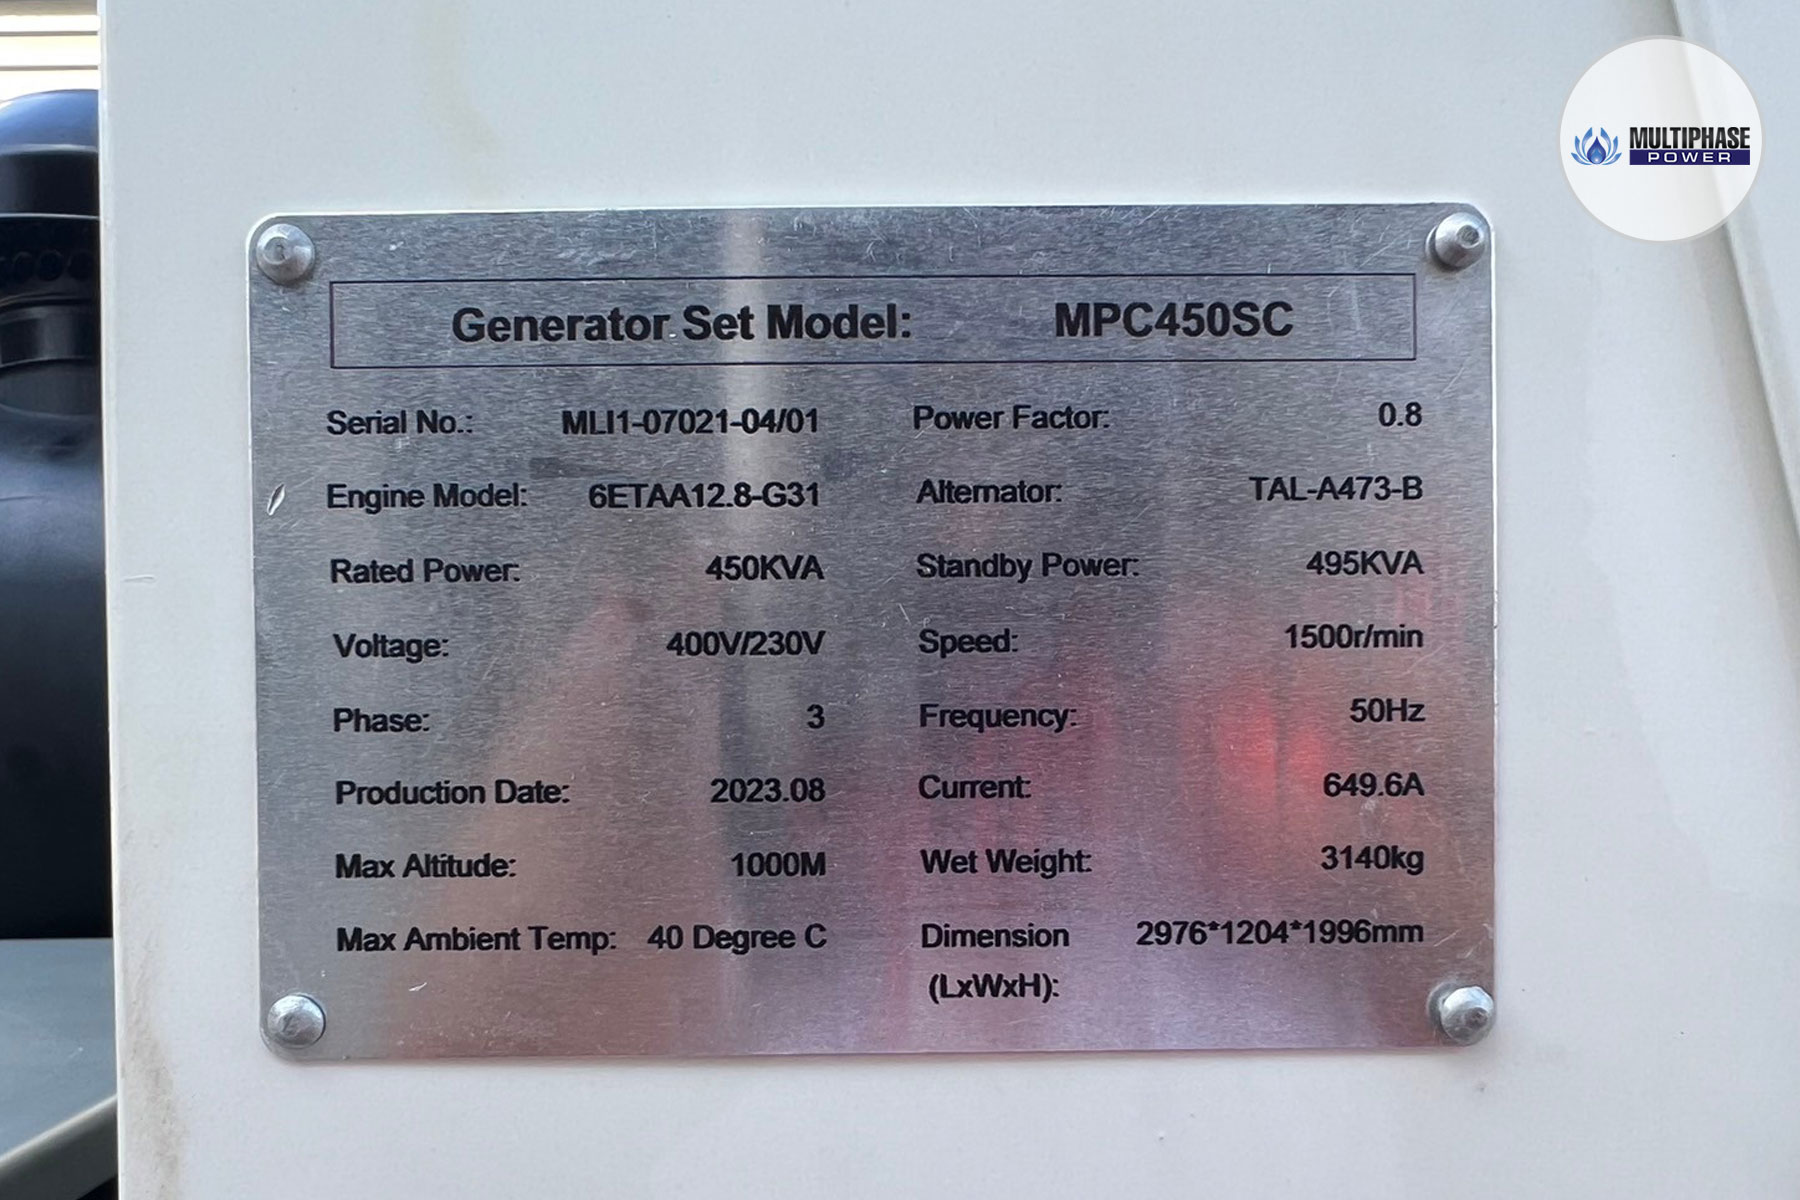 MULTIPHASE
POWER
Generator Set Model: MPC450SC
Serial No.: MLI1-07021-04/01 Power Factor: 0.8
Engine Model: 6ETAA12.8-G31 Alternator: TAL-A473-B
Rated Power: 450KVA Standby Power: 495KVA
Voltage: 400V/230V Speed: 1500r/min
Phase: 3 Frequency: 50Hz
Production Date: 2023.08 Current: 649.6A
Max Altitude: 1000M Wet Weight: 3140kg
Max Ambient Temp: 40 Degree C Dimension 2976*1204*1996mm
(LxWxH):